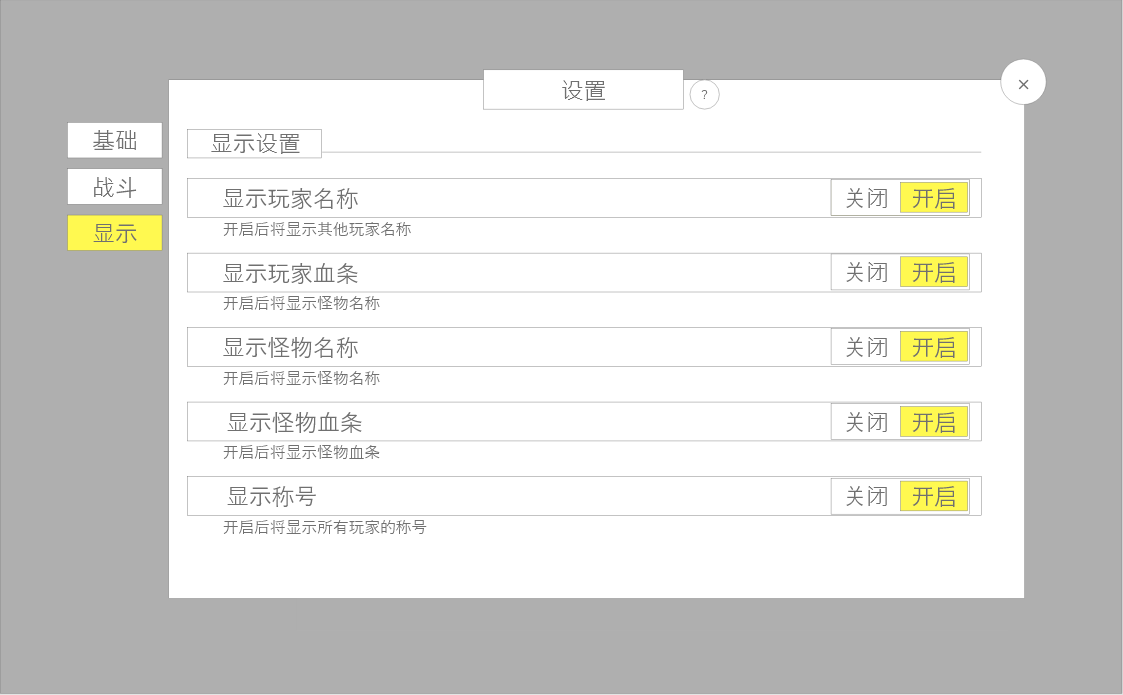 设置
?
×
基础
战斗
显示
显示设置
显示玩家名称 关闭 开启
开启后将显示其他玩家名称
显示玩家血条 关闭 开启
开启后将显示怪物名称
显示怪物名称 关闭 开启
开启后将显示怪物名称
显示怪物血条 关闭 开启
开启后将显示怪物血条
显示称号 关闭 开启
开启后将显示所有玩家的称号